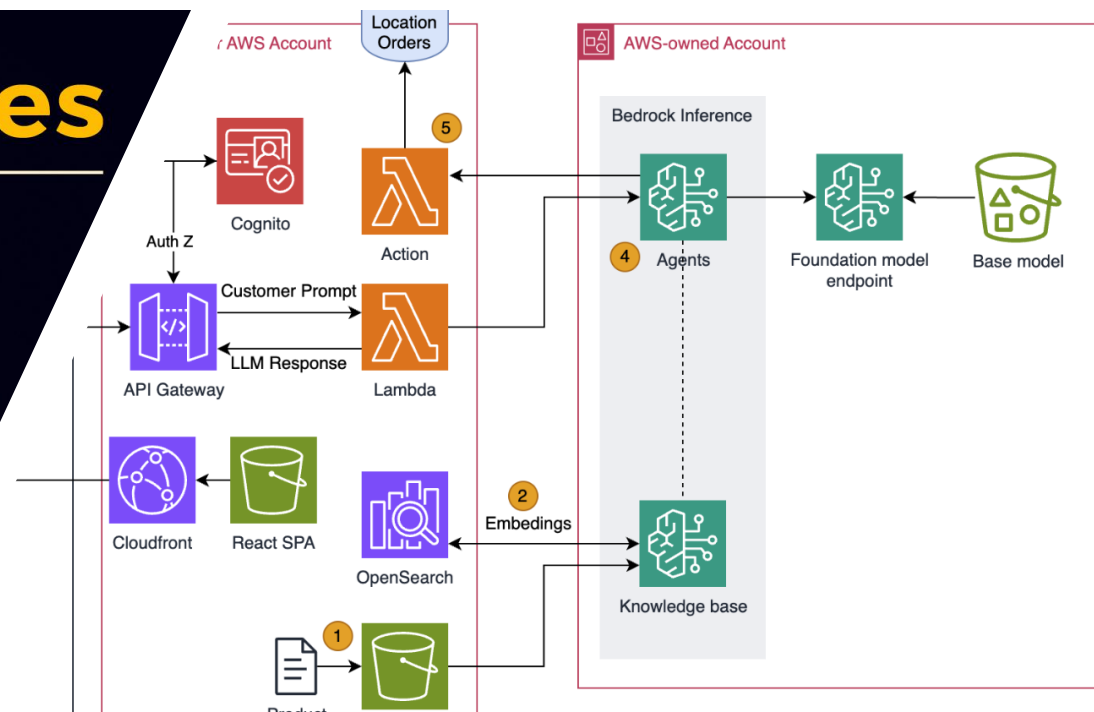 es
AWS Account
Location
Orders
AWS-owned Account
5
Bedrock Inference
Cognito
Auth Z
Action
4
Agents
Foundation model
endpoint
Base model
Customer Prompt
LLM Response
API Gateway
Lambda
2
Embedings
Cloudfront
React SPA
OpenSearch
Knowledge base
1